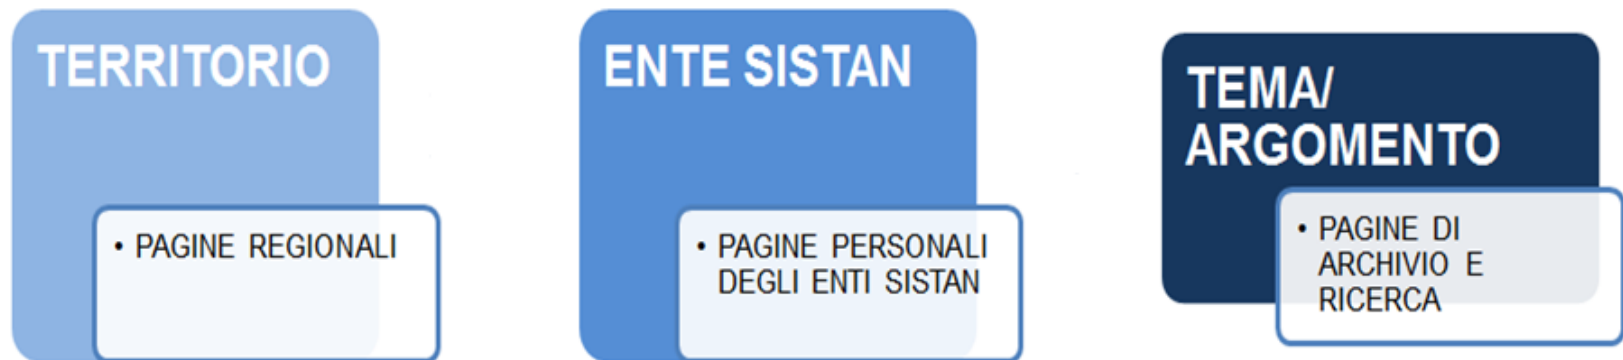 TERRITORIO
• PAGINE REGIONALI
ENTE SISTAN
• PAGINE PERSONALI
DEGLI ENTI SISTAN
TEMA/
ARGOMENTO
• PAGINE DI
ARCHIVIO E
RICERCA